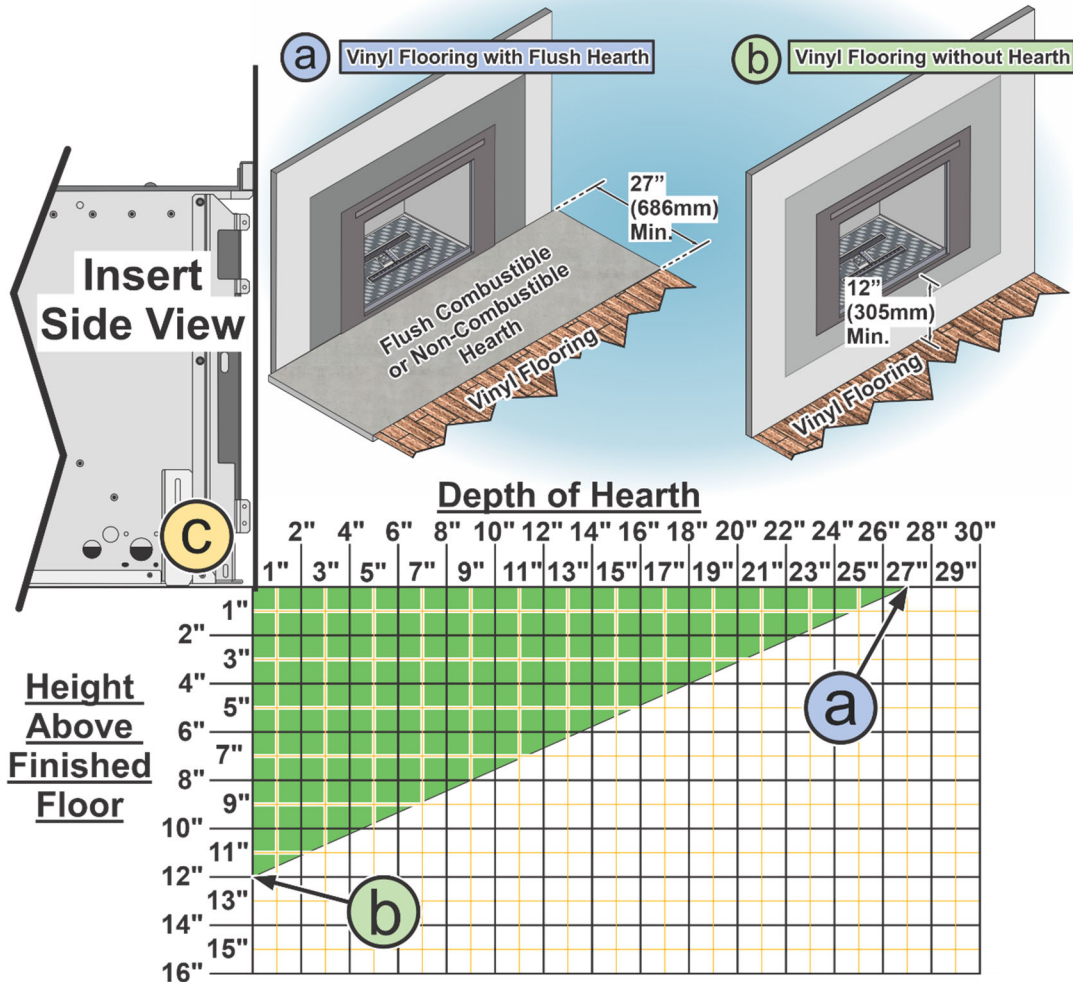 a
Vinyl Flooring with Flush Hearth
b
Vinyl Flooring without Hearth
27”
(686mm)
Min.
Flush Combustible
or Non-Combustible
Hearth
Vinyl Flooring
12”
(305mm)
Min.
Vinyl Flooring
Insert
Side View
C
Depth of Hearth
2" 4" 6" 8" 10" 12" 14" 16" 18" 20" 22" 24" 26" 28" 30"
1" 3" 5" 7" 9" 11" 13" 15" 17" 19" 21" 23" 25" 27" 29"
Height
Above
Finished
Floor
1"
2"
3"
4"
5"
6"
7"
8"
9"
10"
11"
12"
13"
14"
15"
16"
a
b